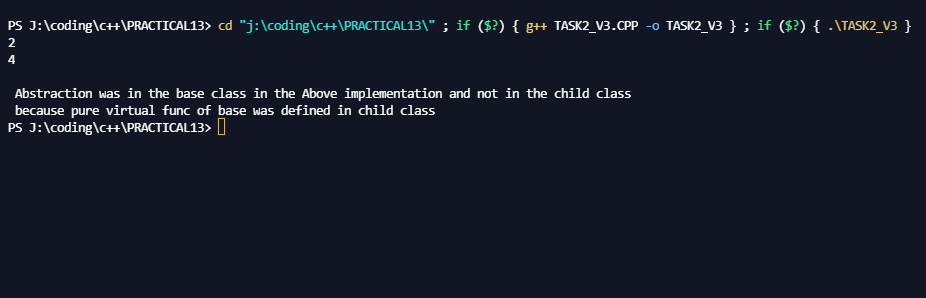 PS J:\coding\c++\PRACTICAL13> cd "j:\coding\c++\PRACTICAL13\" ; if ($?) { g++ TASK2_V3.CPP -o TASK2_V3 } ; if ($?) { .\TASK2_V3 }
2
4
Abstraction was in the base class in the Above implementation and not in the child class
because pure virtual func of base was defined in child class
PS J:\coding\c++\PRACTICAL13>